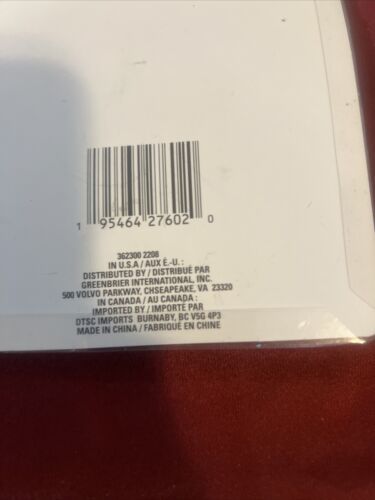 1 95464 27602 0
362300 2208
IN U.S.A / AUX É.-U. :
DISTRIBUTED BY / DISTRIBUÉ PAR
GREENBRIER INTERNATIONAL, INC.
500 VOLVO PARKWAY, CHSEAPEAKE, VA 23320
IN CANADA / AU CANADA :
IMPORTED BY / IMPORTÉ PAR
DTSC IMPORTS BURNABY, BC V5G 4P3
MADE IN CHINA / FABRIQUÉ EN CHINE